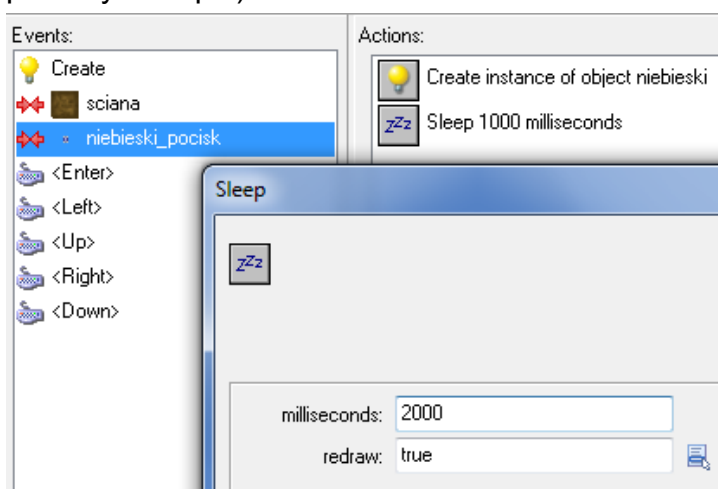 Events:
Actions:
Create
sciana
niebieski_pocisk
<Enter>
<Left>
<Up>
<Right>
<Down>
Create instance of object niebieski
Sleep 1000 milliseconds
Sleep
milliseconds: 2000
redraw: true